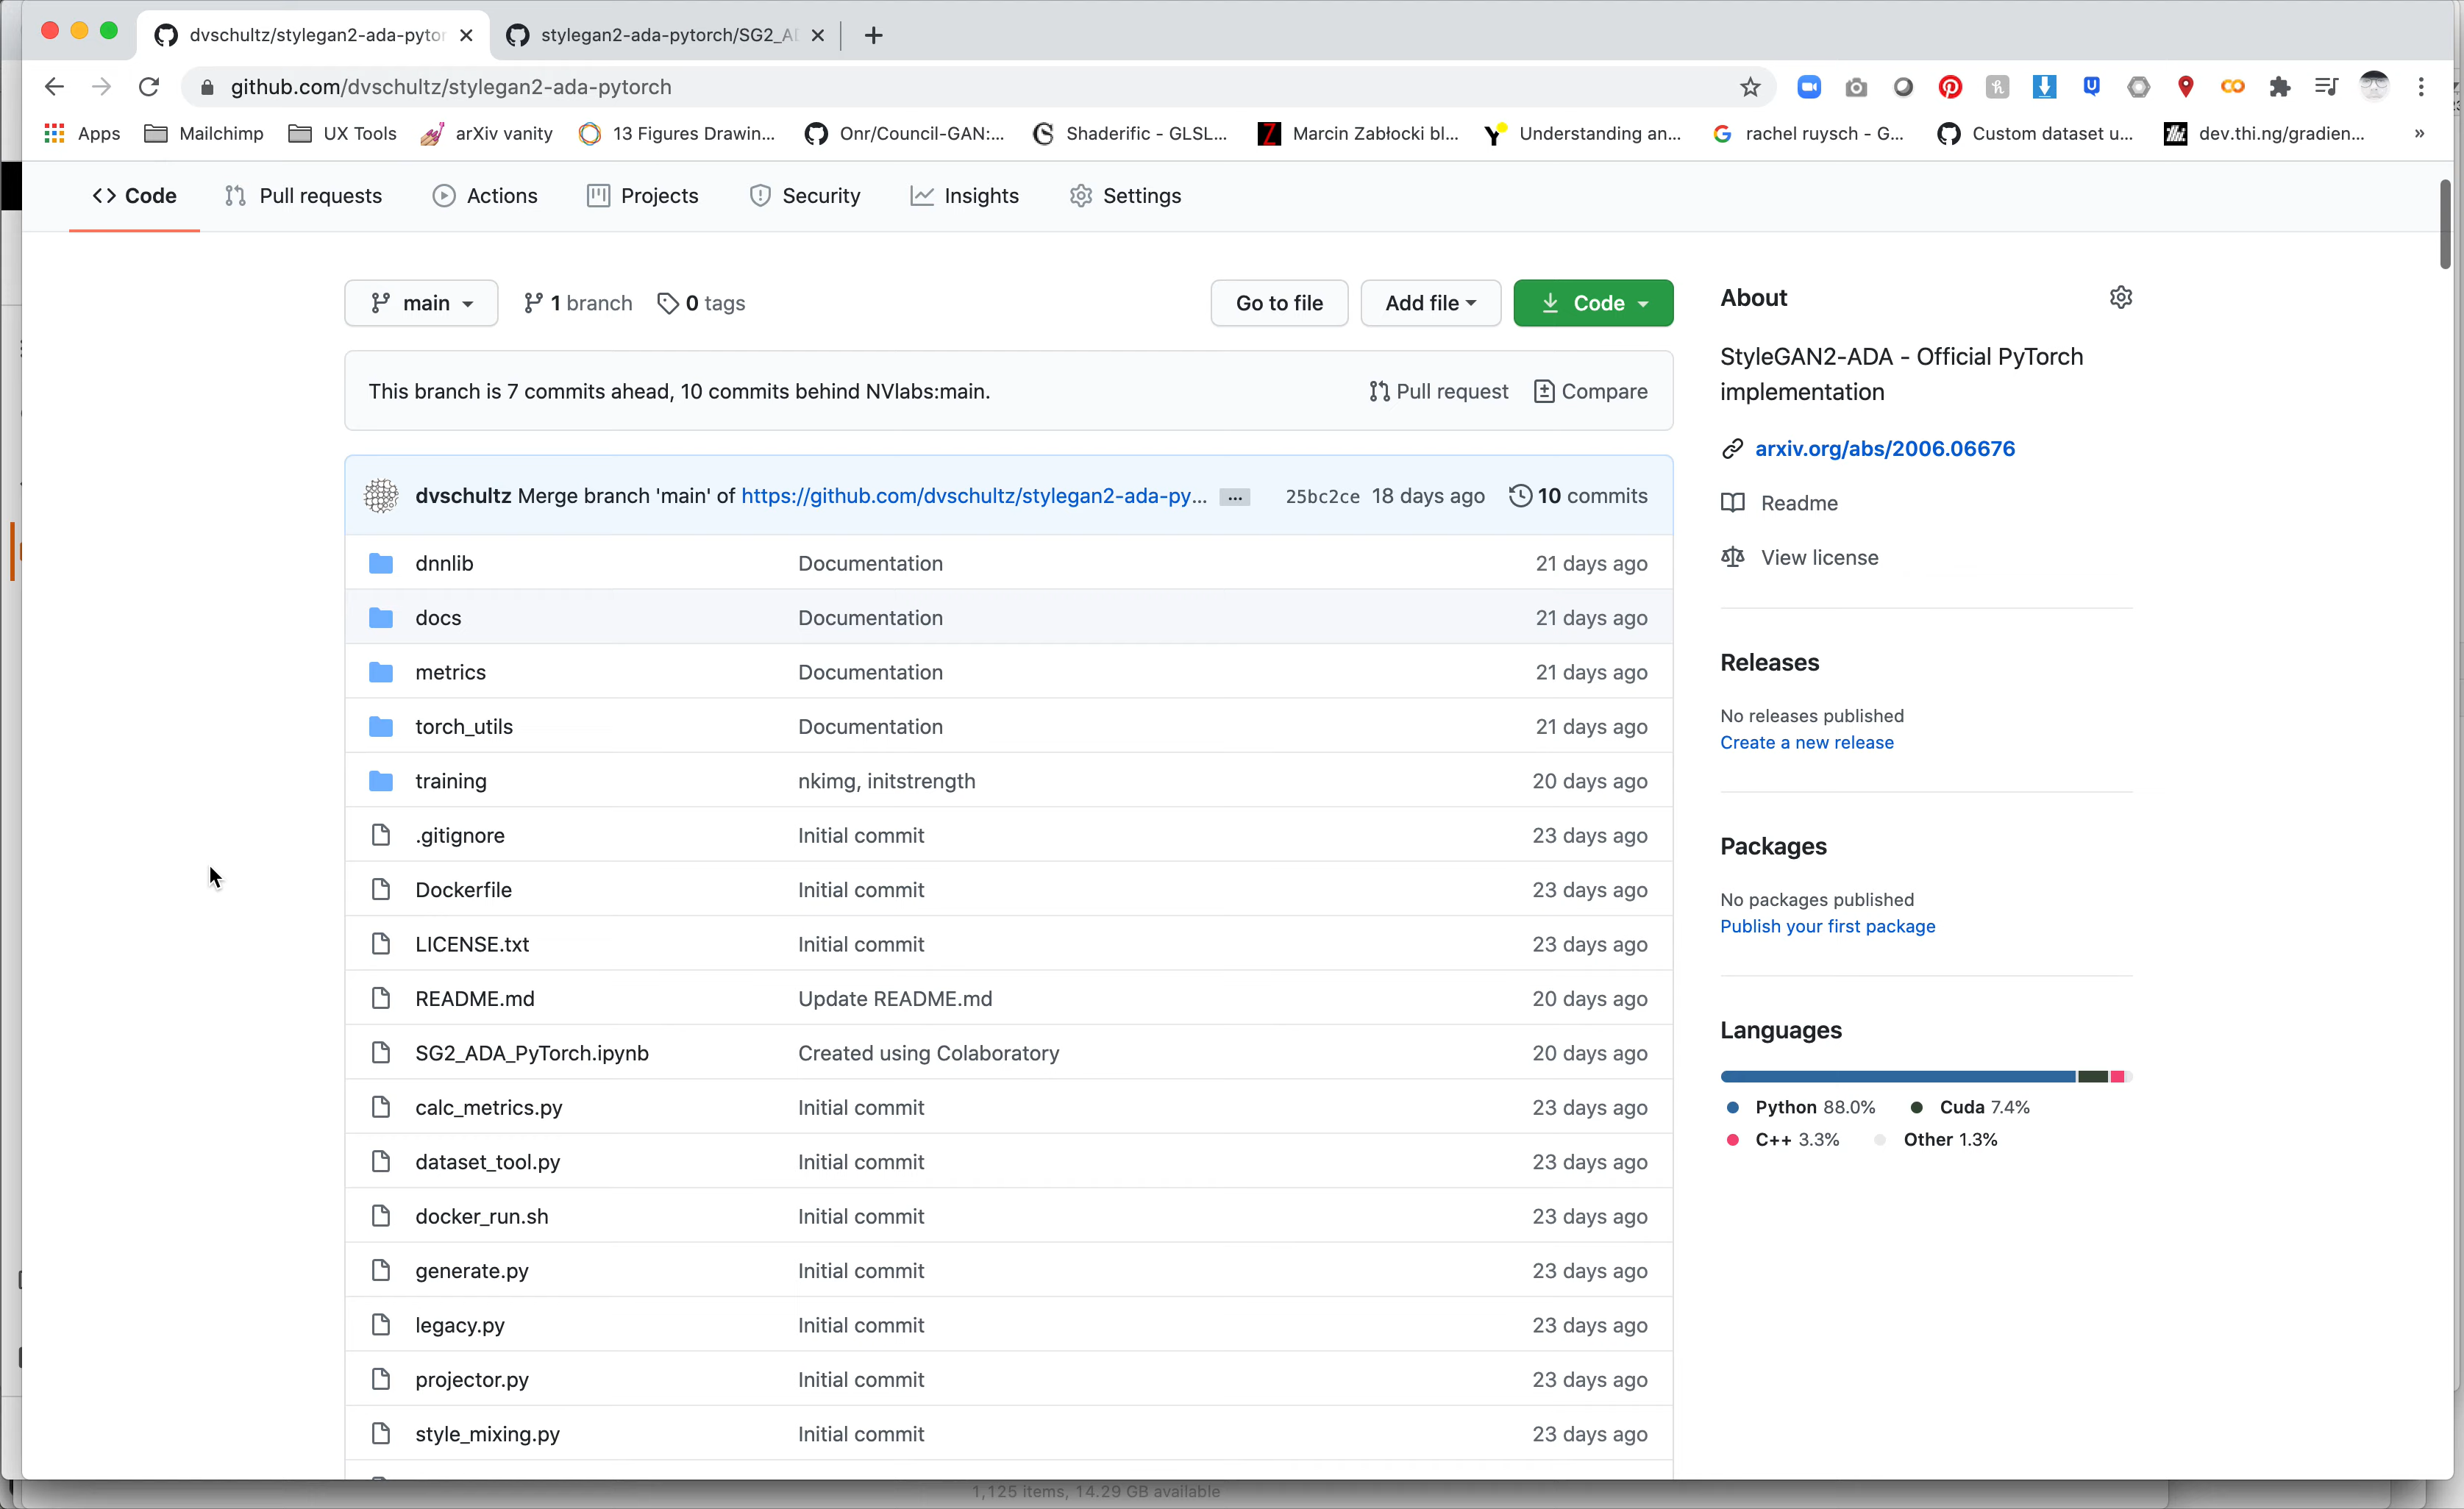 dvschultz/stylegan2-ada-pytor
stylegan2-ada-pytorch/SG2_A
github.com/dvschultz/stylegan2-ada-pytorch
Apps
Mailchimp
UX Tools
arXiv vanity
13 Figures Drawin...
Onr/Council-GAN:...
Shaderific - GLSL...
Marcin Zabłocki bl...
Understanding an...
rachel ruysch - G...
Custom dataset u...
dev.thi.ng/gradien...
»
Code
Pull requests
Actions
Projects
Security
Insights
Settings
main
1 branch
0 tags
Go to file
Add file
Code
This branch is 7 commits ahead, 10 commits behind NVlabs:main.
Pull request
Compare
dvschultz Merge branch 'main' of https://github.com/dvschultz/stylegan2-ada-py... ... 25bc2ce 18 days ago 10 commits
dnnlib Documentation 21 days ago
docs Documentation 21 days ago
metrics Documentation 21 days ago
torch_utils Documentation 21 days ago
training nkimg, initstrength 20 days ago
.gitignore Initial commit 23 days ago
Dockerfile Initial commit 23 days ago
LICENSE.txt Initial commit 23 days ago
README.md Update README.md 20 days ago
SG2_ADA_PyTorch.ipynb Created using Colaboratory 20 days ago
calc_metrics.py Initial commit 23 days ago
dataset_tool.py Initial commit 23 days ago
docker_run.sh Initial commit 23 days ago
generate.py Initial commit 23 days ago
legacy.py Initial commit 23 days ago
projector.py Initial commit 23 days ago
style_mixing.py Initial commit 23 days ago
About
StyleGAN2-ADA - Official PyTorch
implementation
arxiv.org/abs/2006.06676
Readme
View license
Releases
No releases published
Create a new release
Packages
No packages published
Publish your first package
Languages
Python 88.0% Cuda 7.4%
C++ 3.3% Other 1.3%
1,125 items, 14.29 GB available